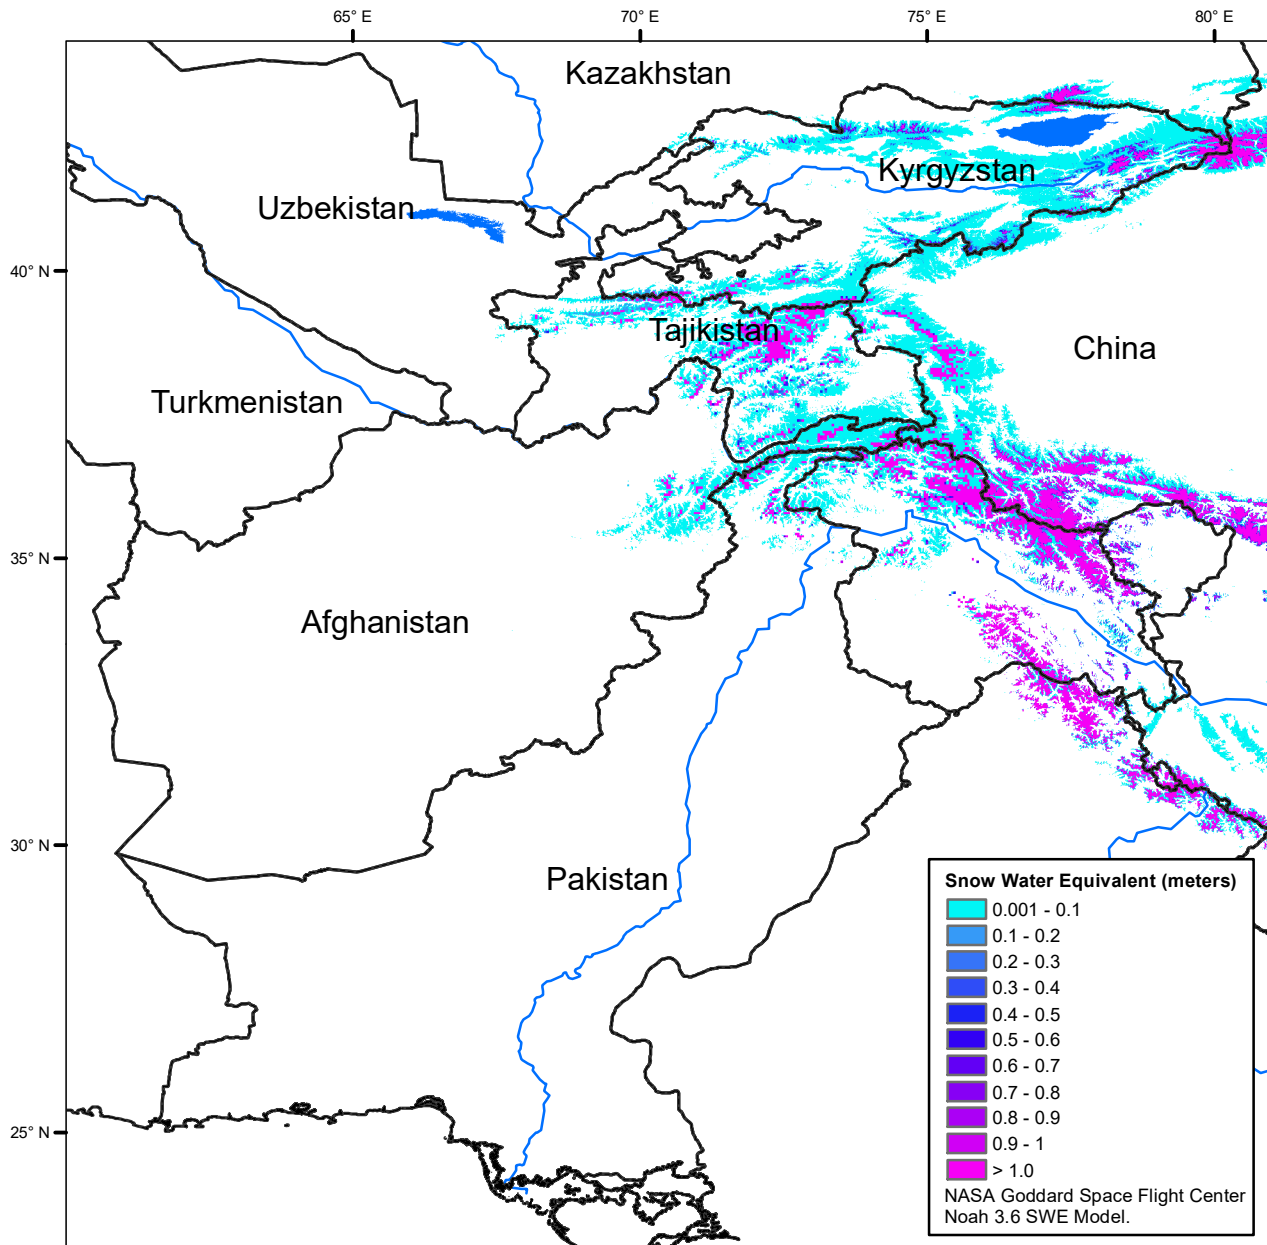 65° E
70° E
75° E
80° E
Kazakhstan
Kyrgyzstan
Uzbekistan
40° N
Tajikistan
China
Turkmenistan
35° N
Afghanistan
30° N
Pakistan
Snow Water Equivalent (meters)
0.001 - 0.1
0.1 - 0.2
0.2 - 0.3
0.3 - 0.4
0.4 - 0.5
0.5 - 0.6
0.6 - 0.7
0.7 - 0.8
0.8 - 0.9
0.9 - 1
> 1.0
NASA Goddard Space Flight Center
Noah 3.6 SWE Model.
25° N